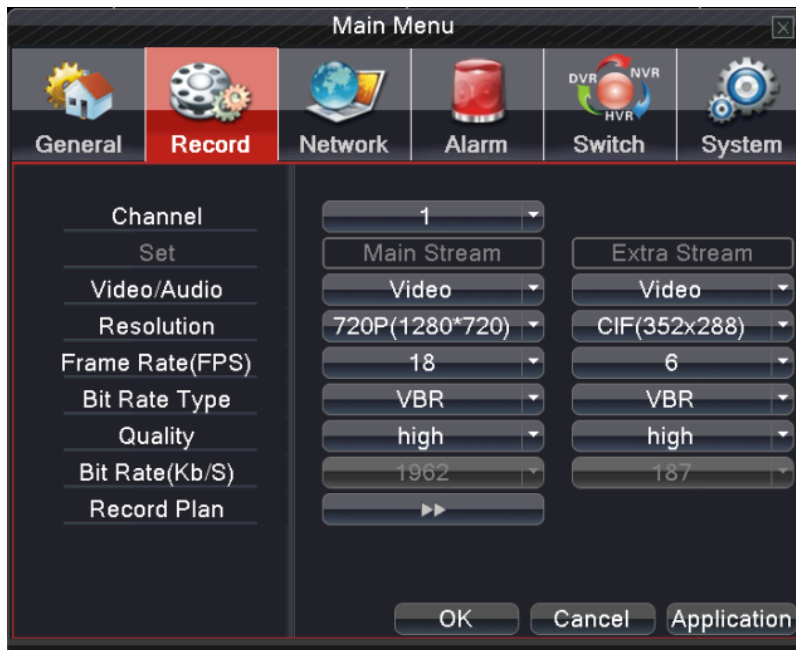 Main Menu
DVR NVR
HVR
General Record Network Alarm Switch System
Channel 1
Set Main Stream Extra Stream
Video/Audio Video Video
Resolution 720P(1280*720) CIF(352x288)
Frame Rate(FPS) 18 6
Bit Rate Type VBR VBR
Quality high high
Bit Rate(Kb/S) 1962 187
Record Plan
OK Cancel Application